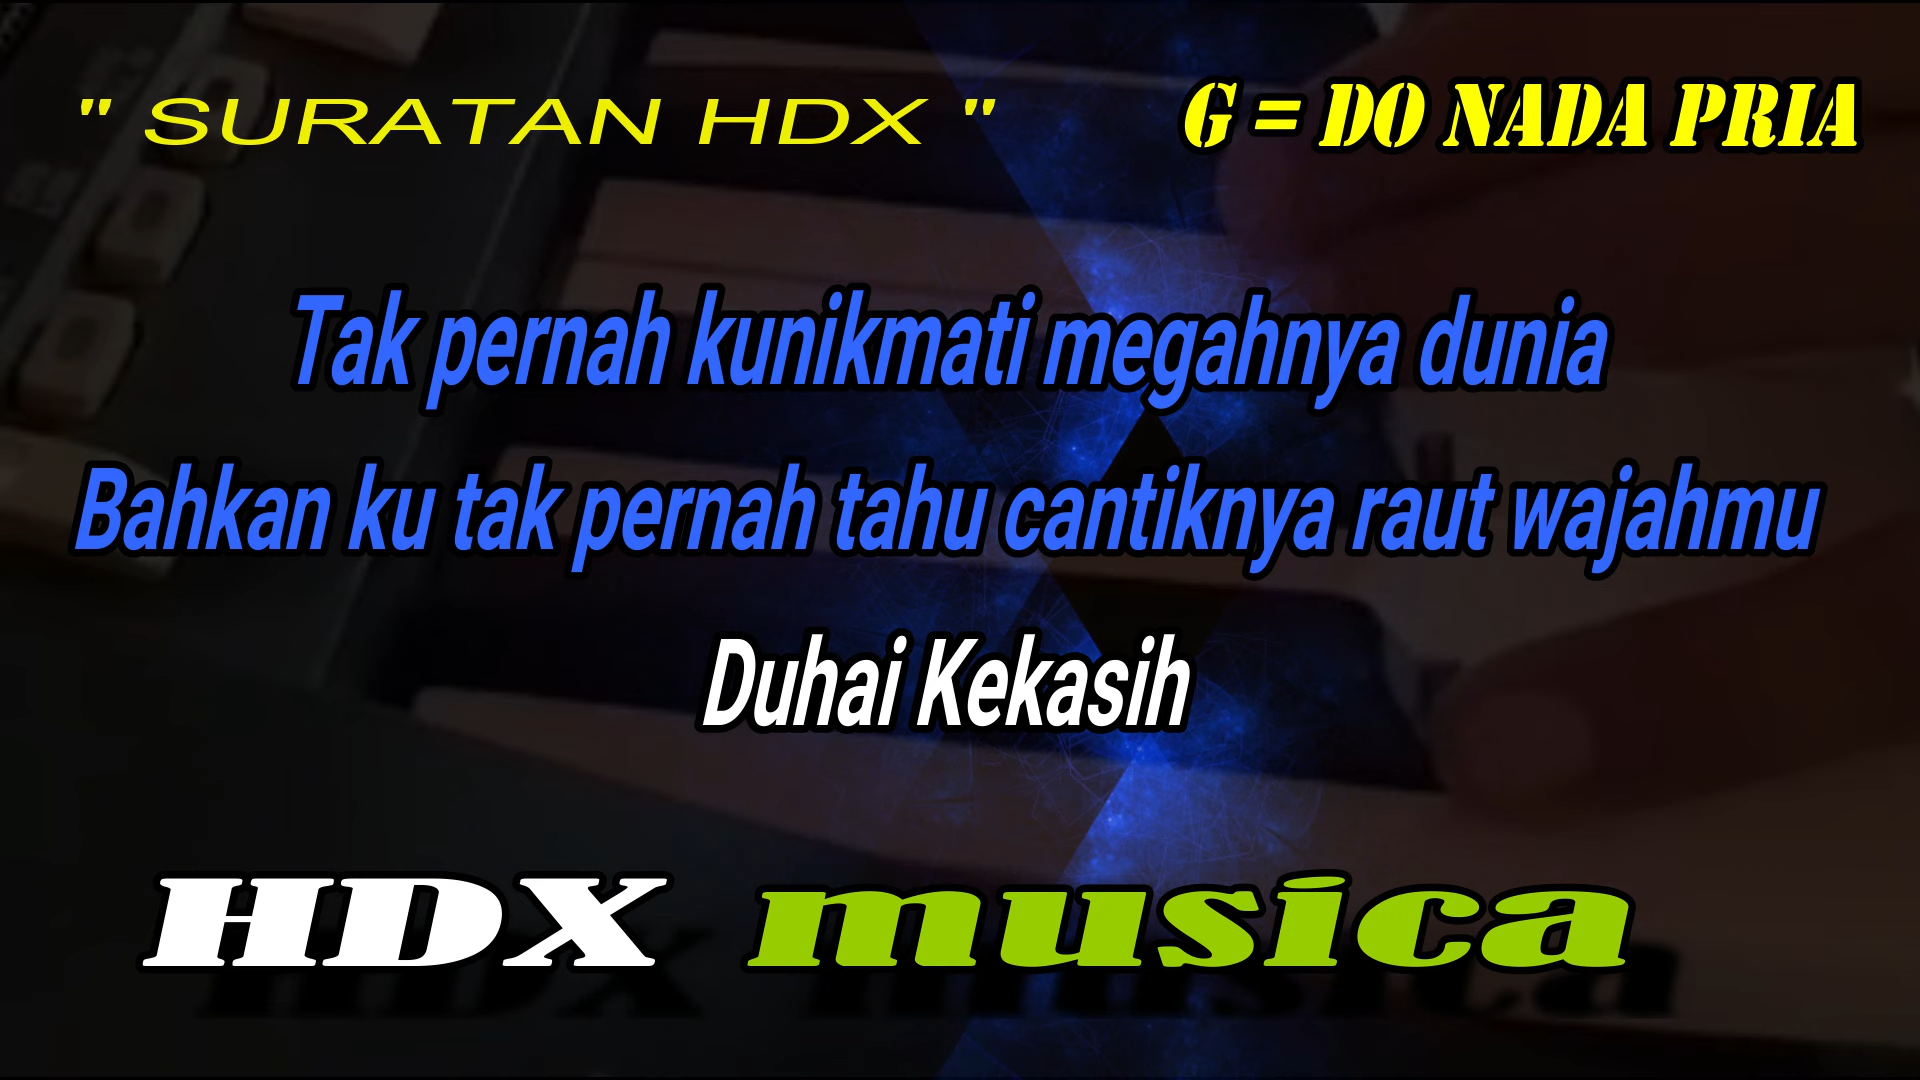 " SURATAN HDX "
G = DO NADA PRIA
Tak pernah kunikmati megahnya dunia
Bahkan ku tak pernah tahu cantiknya raut wajahmu
Duhai Kekasih
HDX musica